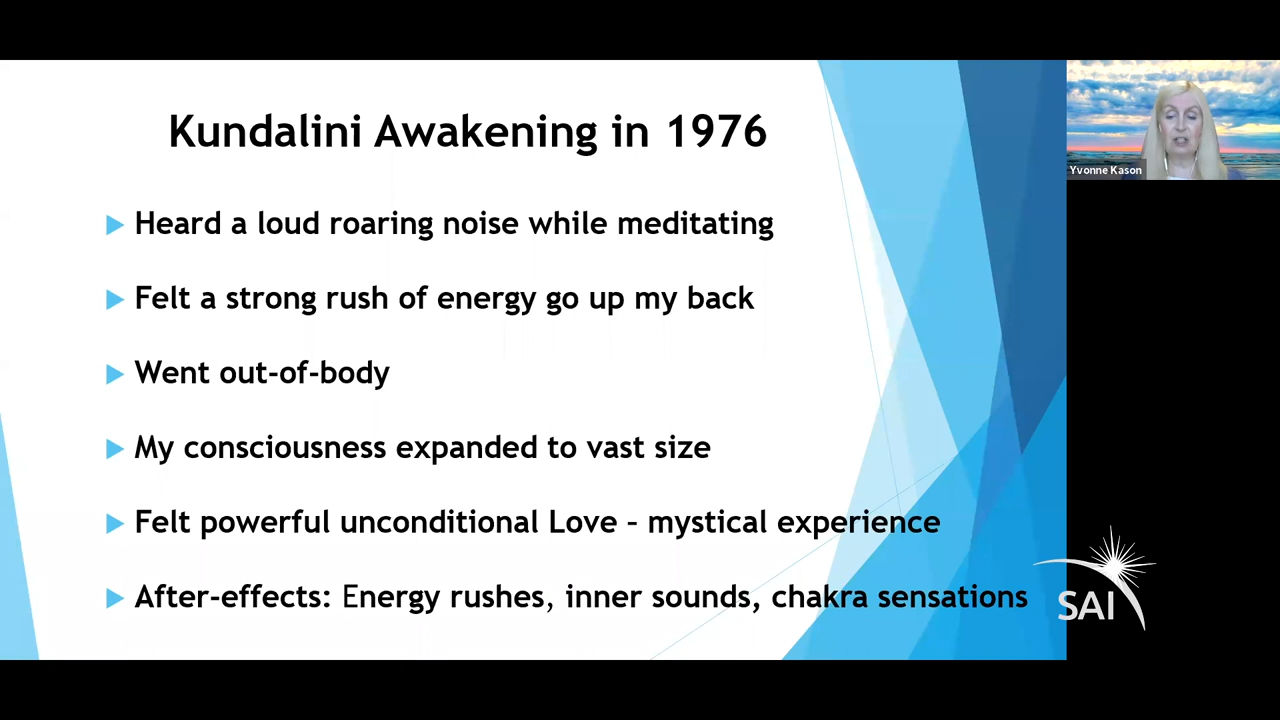 Kundalini Awakening in 1976
Heard a loud roaring noise while meditating
Felt a strong rush of energy go up my back
Went out-of-body
My consciousness expanded to vast size
Felt powerful unconditional Love – mystical experience
After-effects: Energy rushes, inner sounds, chakra sensations
Yvonne Kason
SAI